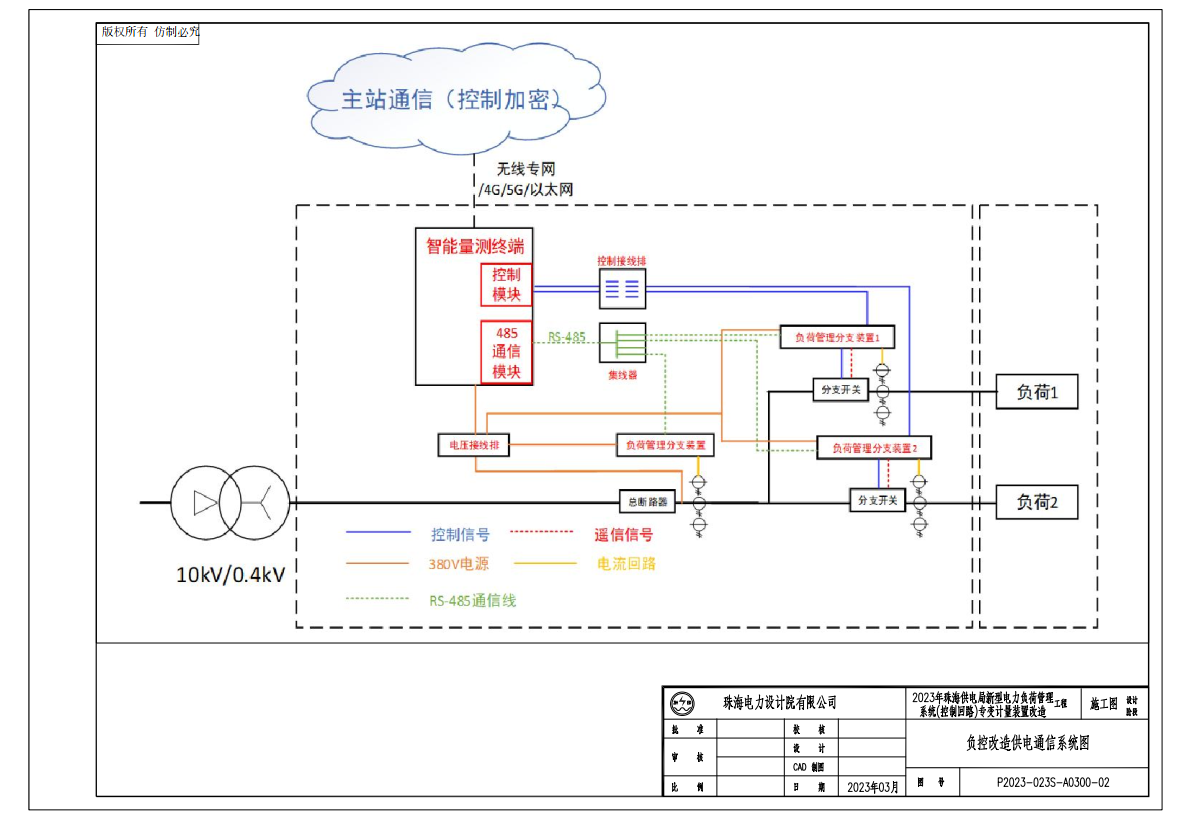 版权所有 仿制必究
主站通信（控制加密）
无线专网
/4G/5G/以太网
智能量测终端
控制
模块
485
通信
模块
控制接线排
RS-485
集线器
负荷管理分支装置1
分支开关
负荷1
电压接线排
负荷管理分支装置
负荷管理分支装置2
总断路器
分支开关
负荷2
10kV/0.4kV
控制信号
遥信信号
380V电源
电流回路
RS-485通信线
珠海电力设计院有限公司
2023年珠海供电局新型电力负荷管理
系统(控制回路)专变计量装置改造
工程
施工图
设计
阶段
批 准
校 核
审 核
设 计
CAD 制图
比 例
日 期
2023年03月
负控改造供电通信系统图
图 号
P2023-023S-A0300-02